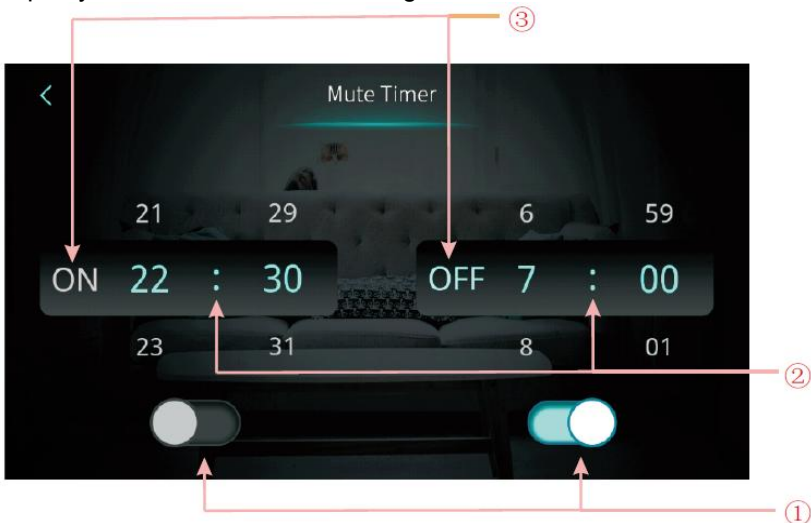 ③
<
Mute Timer
21 29 6 59
ON 22 : 30 OFF 7 : 00
23 31 8 01
②
①